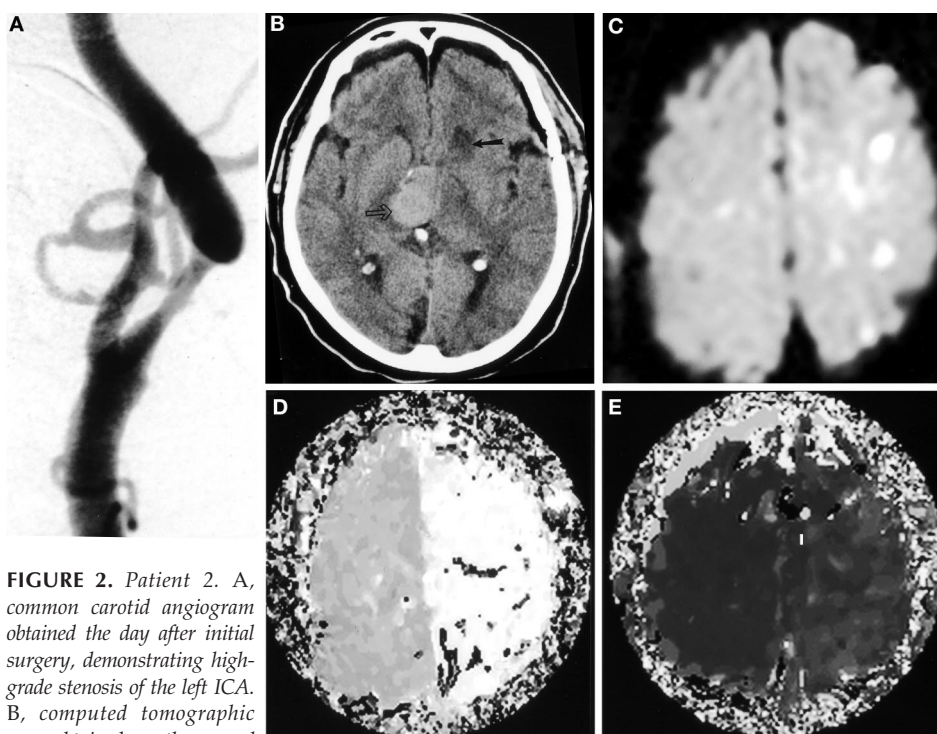 A
B
C
D
E
FIGURE 2. Patient 2. A,
common carotid angiogram
obtained the day after initial
surgery, demonstrating high-
grade stenosis of the left ICA.
B, computed tomographic